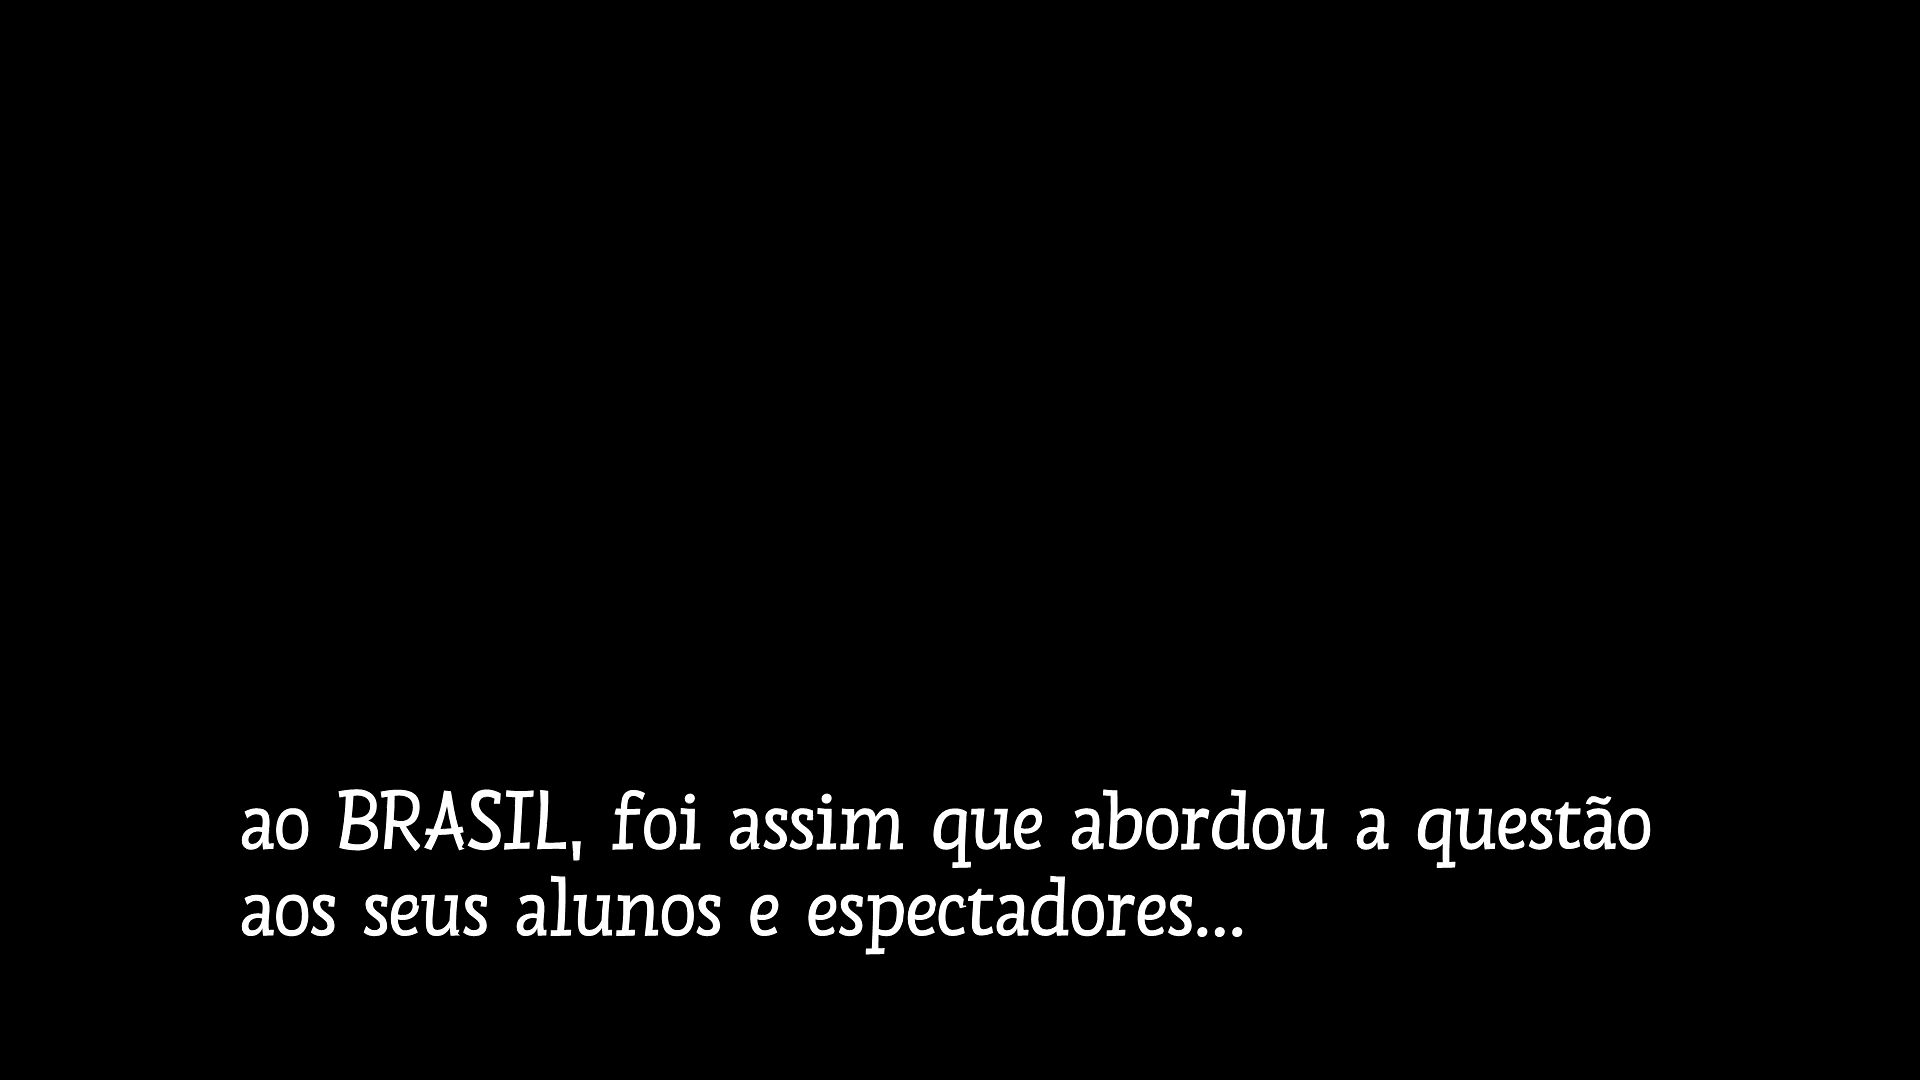 ao BRASIL, foi assim que abordou a questão
aos seus alunos e espectadores...